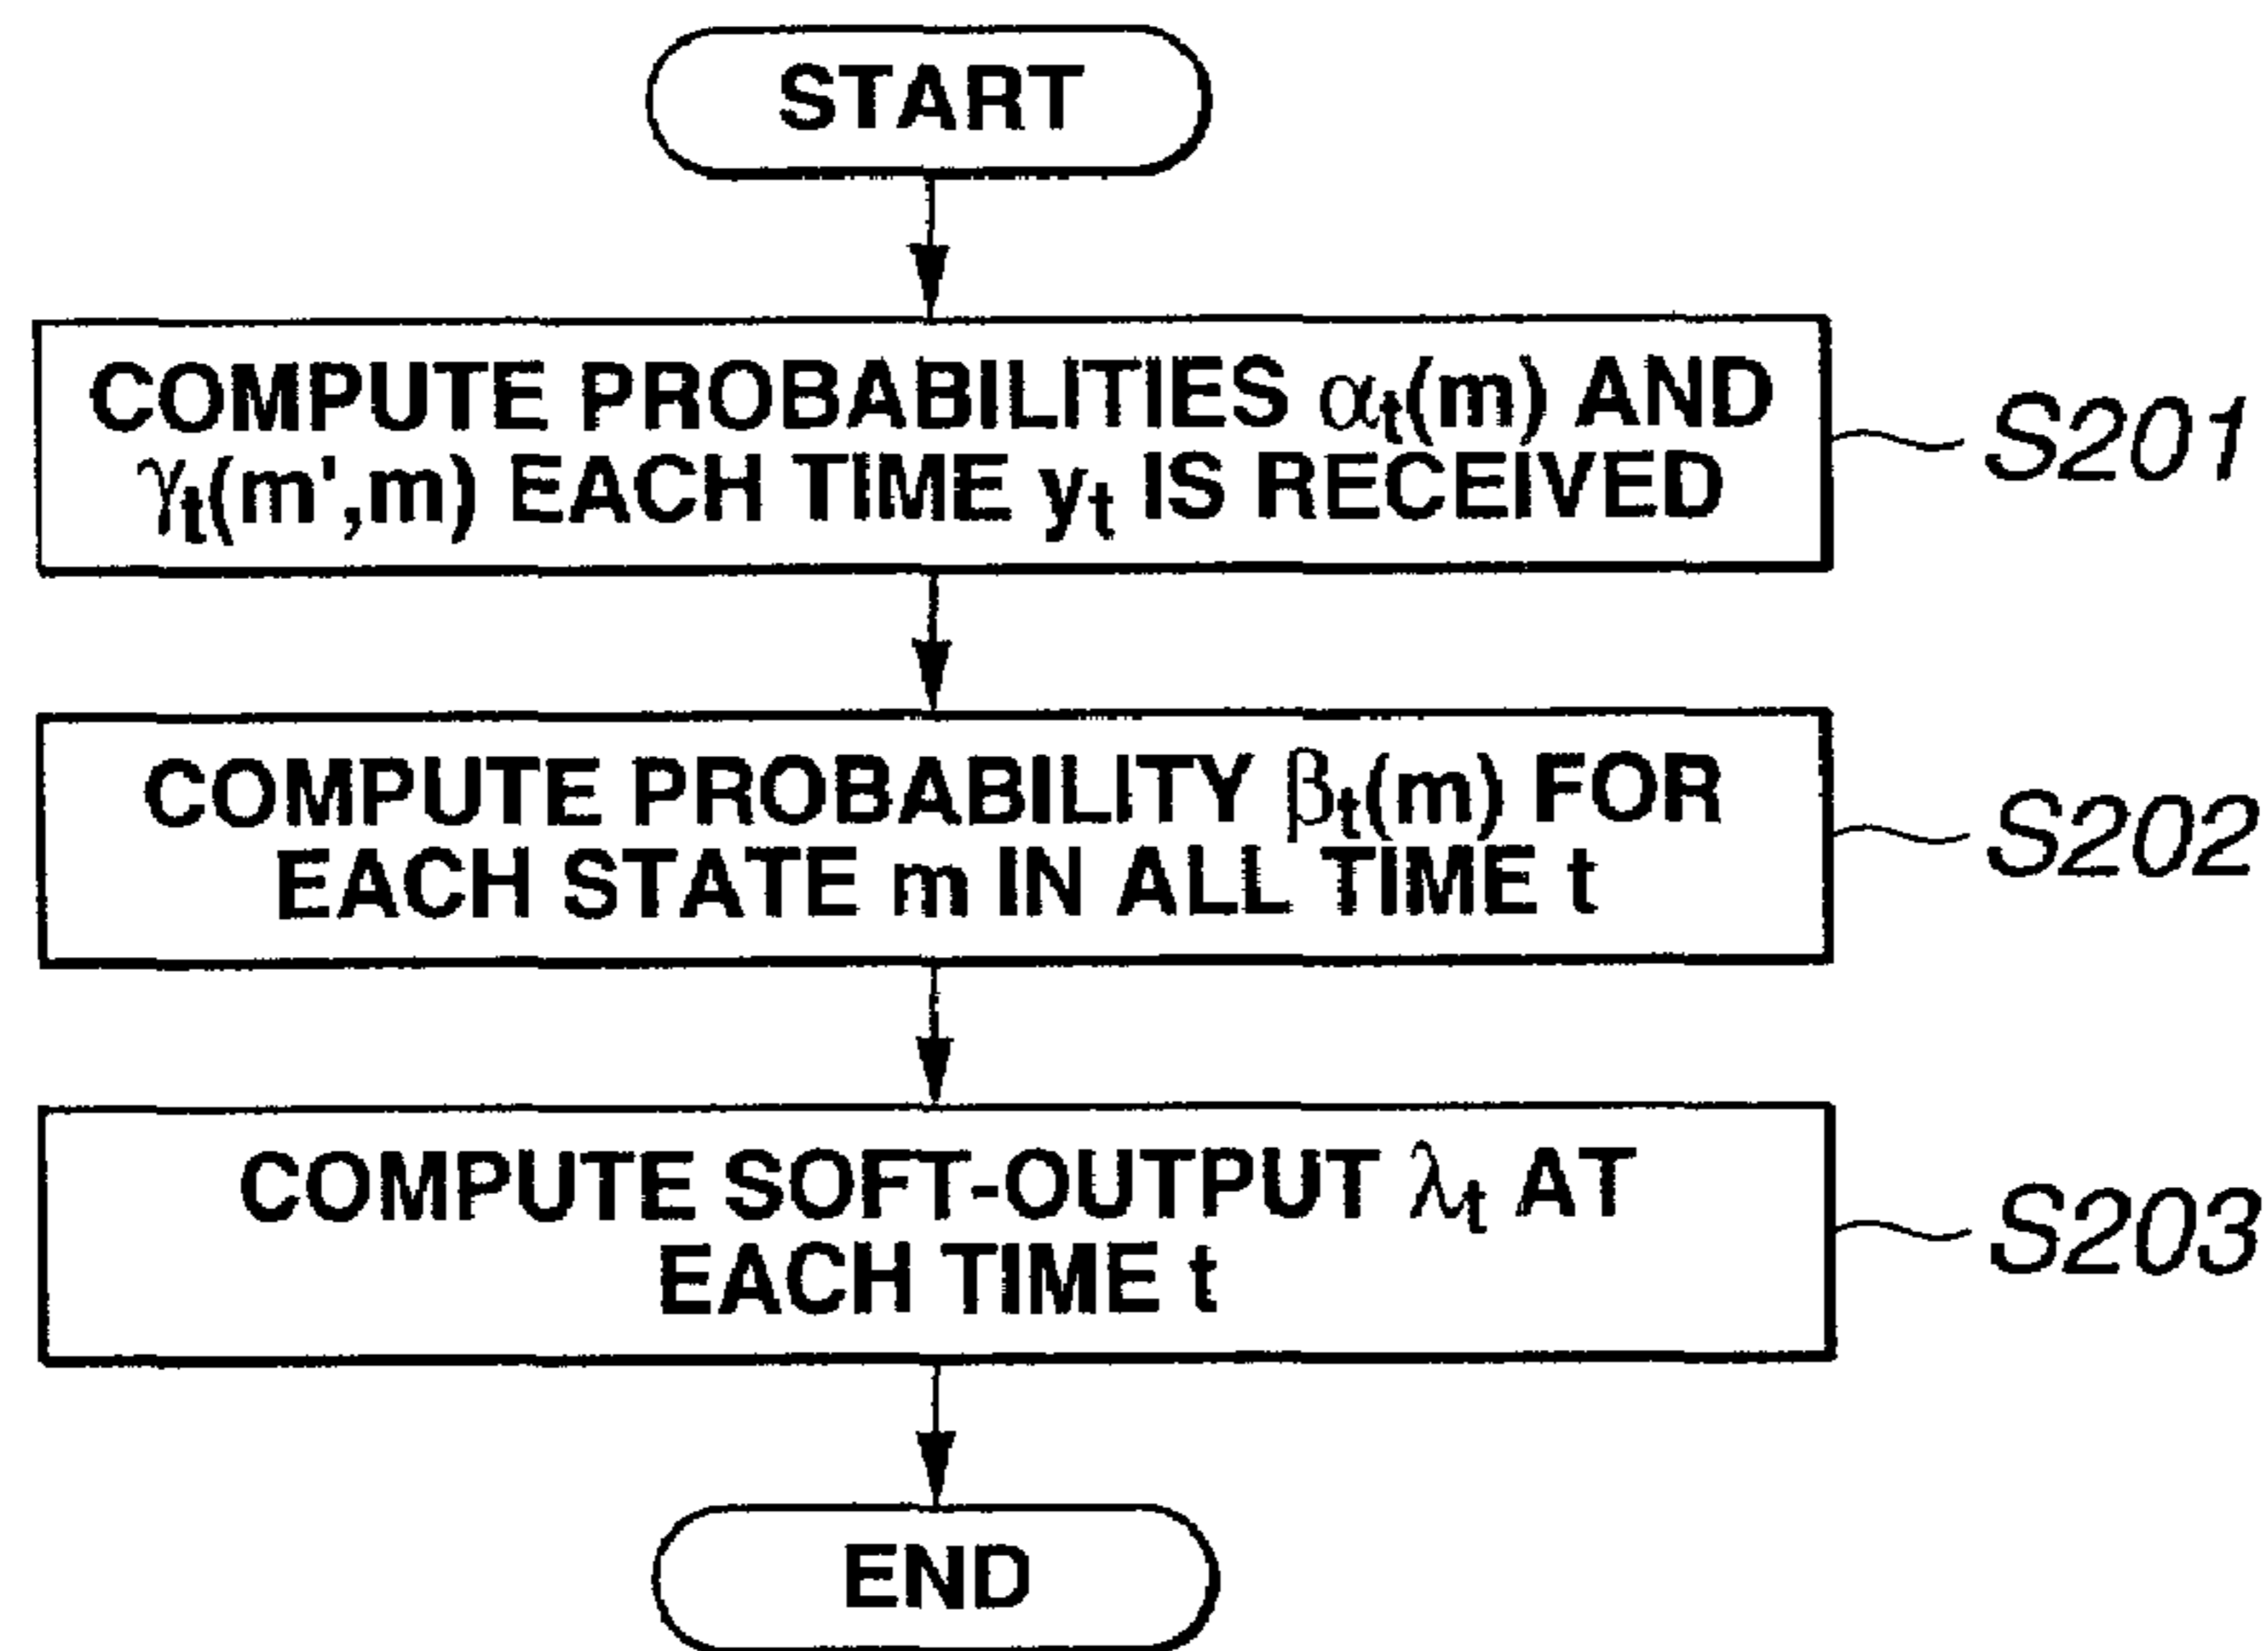 START
COMPUTE PROBABILITIES αt(m) AND
γt(m',m) EACH TIME yt IS RECEIVED
S201
COMPUTE PROBABILITY βt(m) FOR
EACH STATE m IN ALL TIME t
S202
COMPUTE SOFT-OUTPUT λt AT
EACH TIME t
S203
END